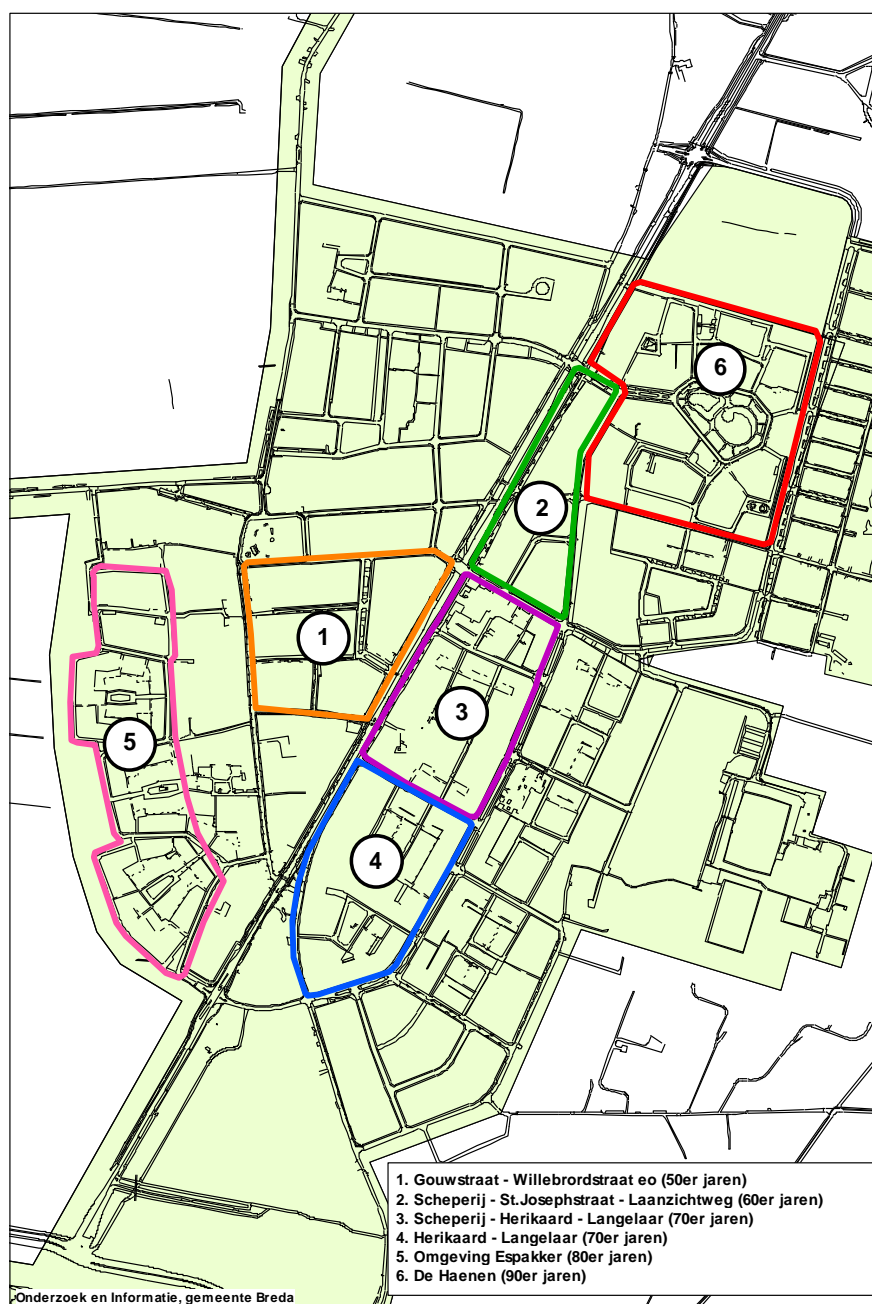 6
2
1
3
5
4
1. Gouwstraat - Willebrordstraat eo (50er jaren)
2. Scheperij - St.Josephstraat - Laanzichtweg (60er jaren)
3. Scheperij - Herikaard - Langelaar (70er jaren)
4. Herikaard - Langelaar (70er jaren)
5. Omgeving Espakker (80er jaren)
6. De Haenen (90er jaren)
Onderzoek en Informatie, gemeente Breda